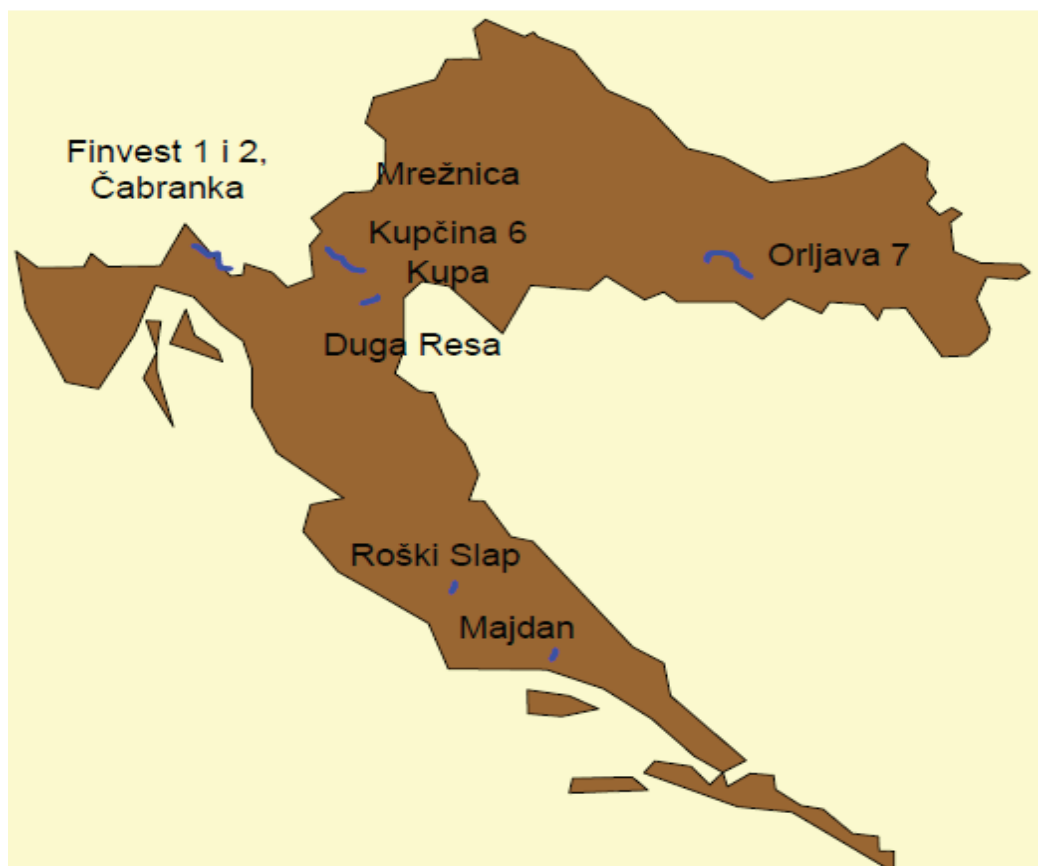 Finvest 1 i 2,
Čabranka
Mrežnica
Kupčina 6
Kupa
Orljava 7
Duga Resa
Roški Slap
Majdan